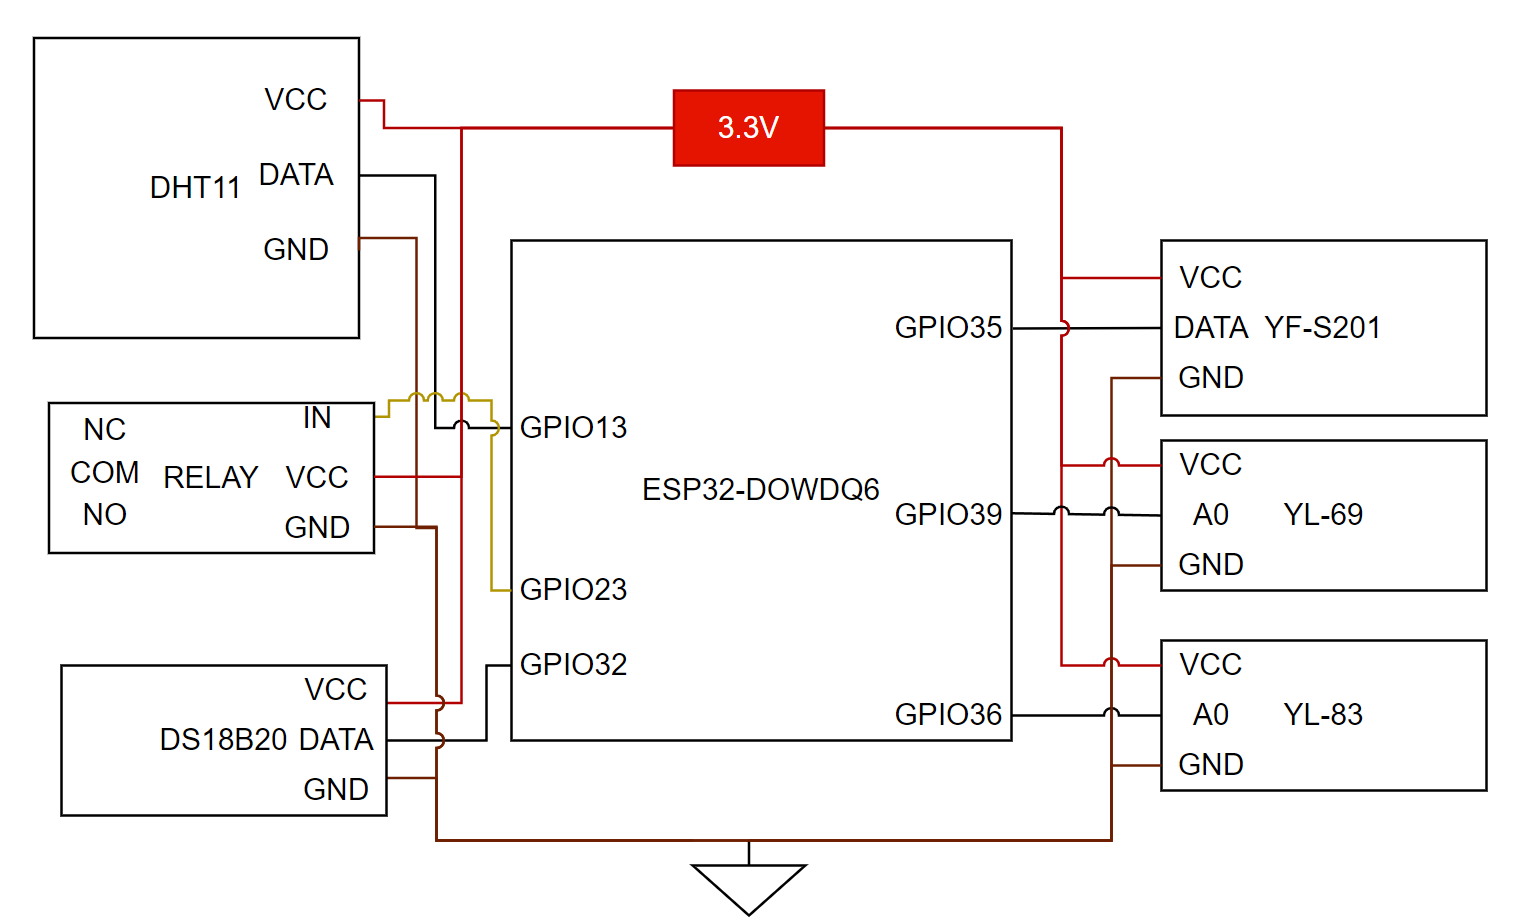 3.3V
VCC
DATA
DHT11
GND
IN
NC
COM
RELAY
VCC
NO
GND
VCC
DS18B20
DATA
GND
GPIO35
GPIO13
ESP32-DOWDQ6
GPIO39
GPIO23
GPIO32
GPIO36
VCC
DATA YF-S201
GND
VCC
A0 YL-69
GND
VCC
A0 YL-83
GND